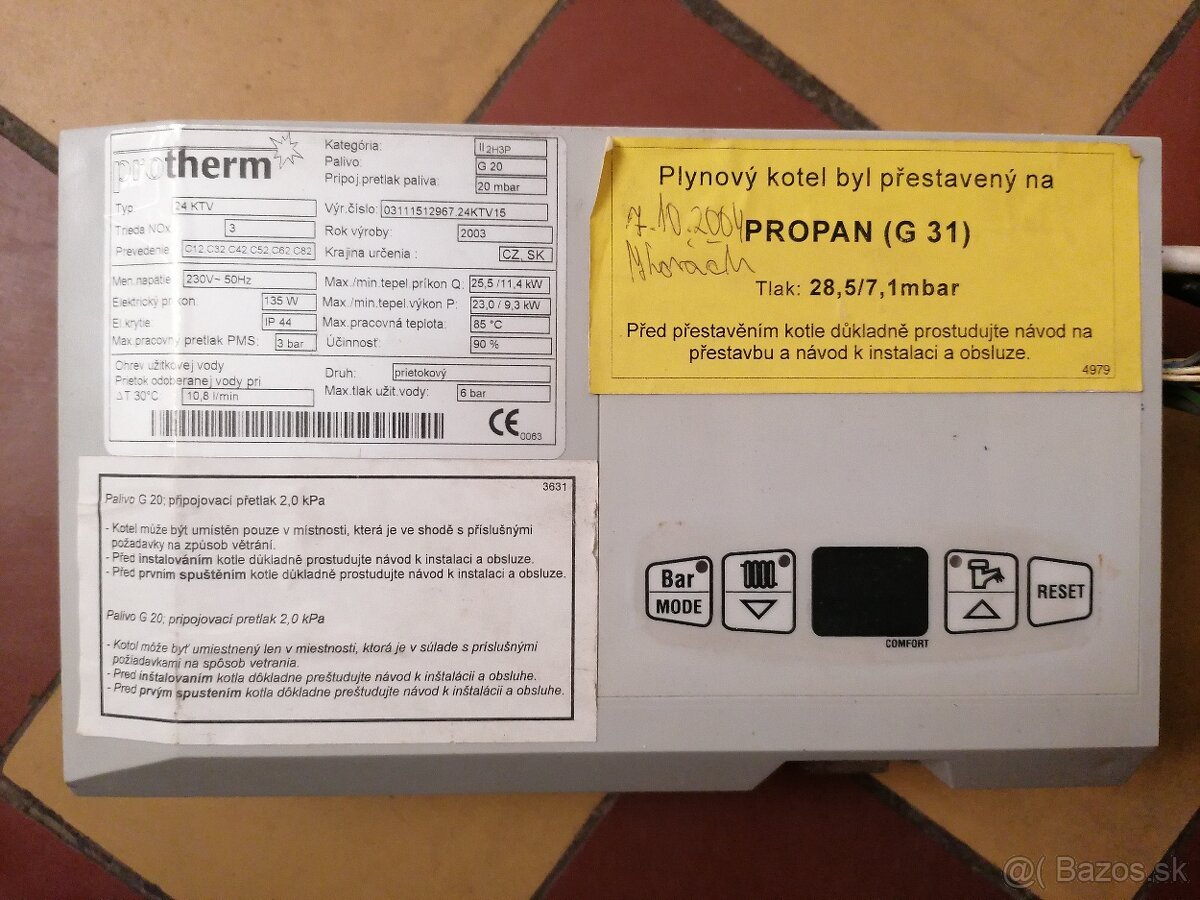 protherm
Kategória: II2H3P
Palivo: G 20
Pripoj.pretlak paliva: 20 mbar
Typ: 24 KTV
Výr.číslo: 03111512967.24KTV15
Trieda NOx 3
Rok výroby: 2003
Prevedenie C12.C32 C42.C52.C62.C82
Krajina určenia : CZ, SK
Men.napätie 230V~ 50Hz
Max./min.tepel.príkon Q: 25,5 /11,4 kW
Elektrický príkon: 135 W
Max./min.tepel.výkon P: 23,0 / 9,3 kW
El.krytie IP 44
Max.pracovná teplota: 85 °C
Max.pracovný pretlak PMS: 3 bar
Účinnosť: 90 %
Ohrev užitkovej vody
Prietok odoberanej vody pri
ΔT 30°C 10,8 l/min
Druh: prietokový
Max.tlak užit.vody: 6 bar
CE 0063
Plynový kotel byl přestavený na
7.10.2004
PROPAN (G 31)
Tlak: 28,5/7,1mbar
Před přestavěním kotle důkladně prostudujte návod na
přestavbu a návod k instalaci a obsluze.
4979
3631
Palivo G 20; připojovací přetlak 2,0 kPa
- Kotel může být umístěn pouze v místnosti, která je ve shodě s příslušnými
požadavky na způsob větrání.
- Před instalováním kotle důkladně prostudujte návod k instalaci a obsluze.
- Před prvním spuštěním kotle důkladně prostudujte návod k instalaci a obsluze.
Palivo G 20; pripojovací pretlak 2,0 kPa
- Kotol může byť umiestnený len v miestnosti, ktorá je v súlade s príslušnými
požiadavkami na spôsob vetrania.
- Pred inštalovaním kotla dôkladne preštudujte návod k inštalácii a obsluhe.
- Pred prvým spustením kotla dôkladne preštudujte návod k inštalácii a obsluhe.
Bar
MODE
COMFORT
RESET
@( Bazos.sk